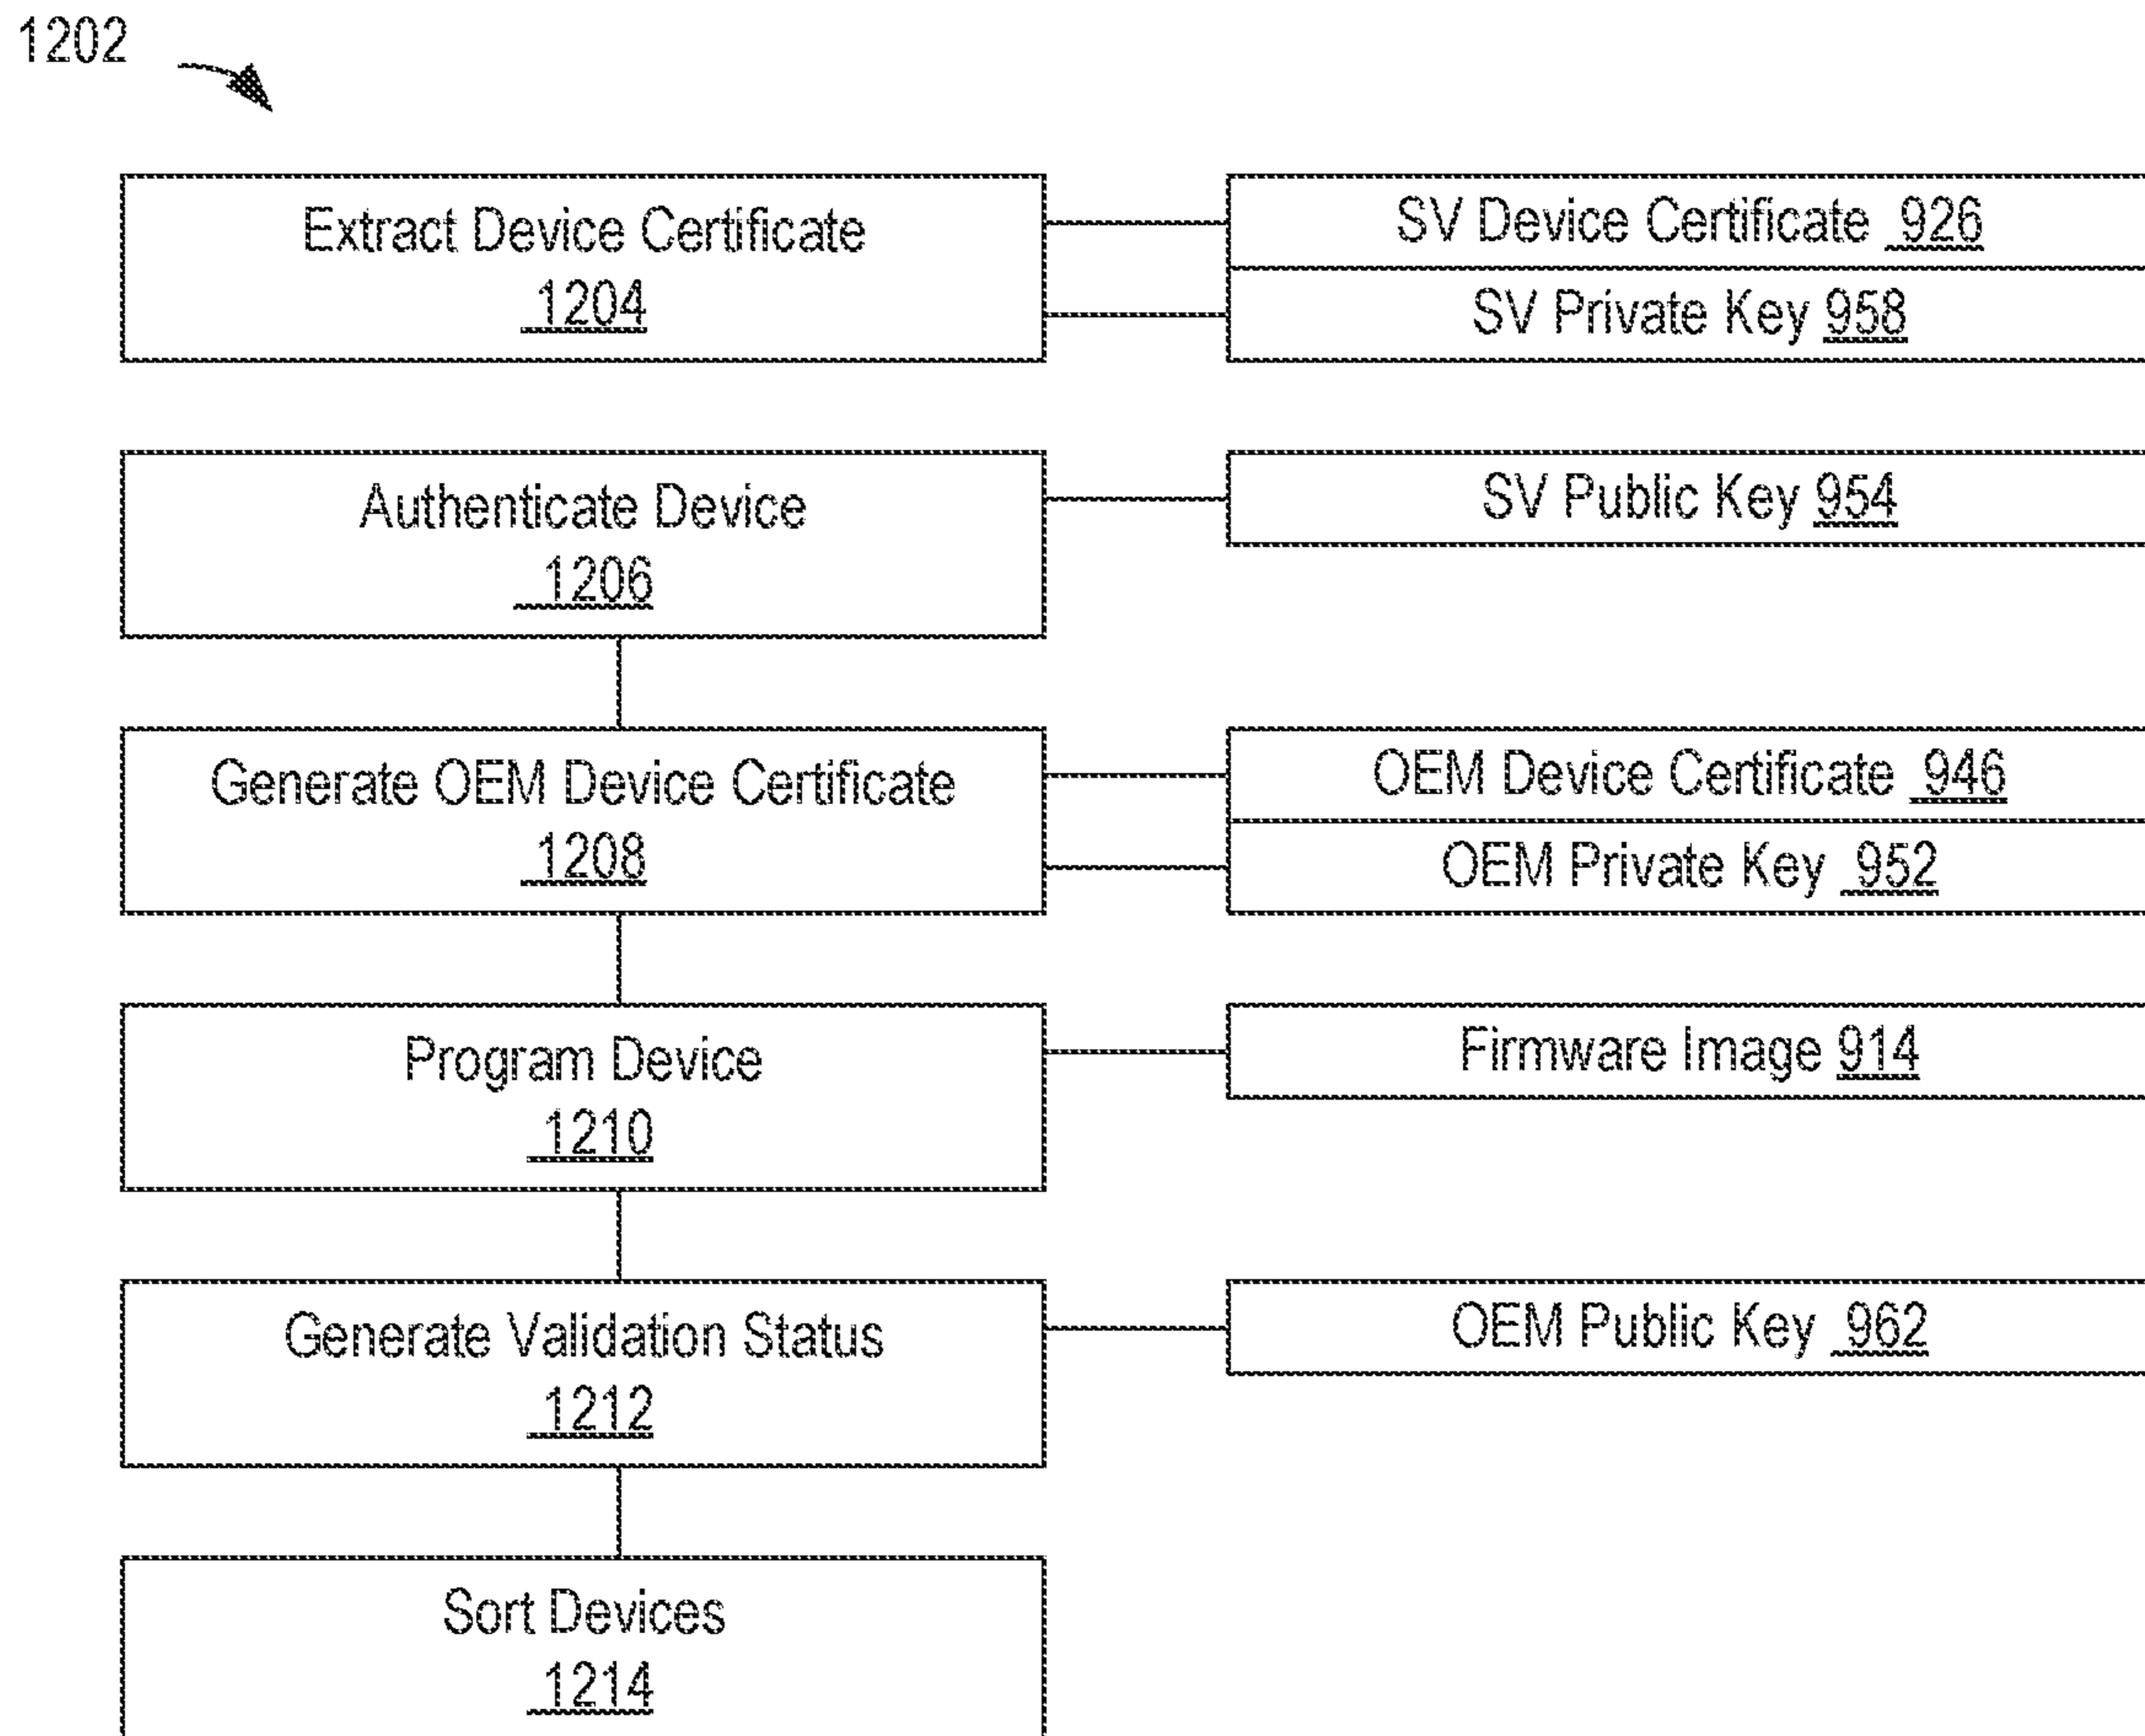 1202
Extract Device Certificate
1204
SV Device Certificate 926
SV Private Key 958
Authenticate Device
1206
SV Public Key 954
Generate OEM Device Certificate
1208
OEM Device Certificate 946
OEM Private Key 952
Program Device
1210
Firmware Image 914
Generate Validation Status
1212
OEM Public Key 962
Sort Devices
1214